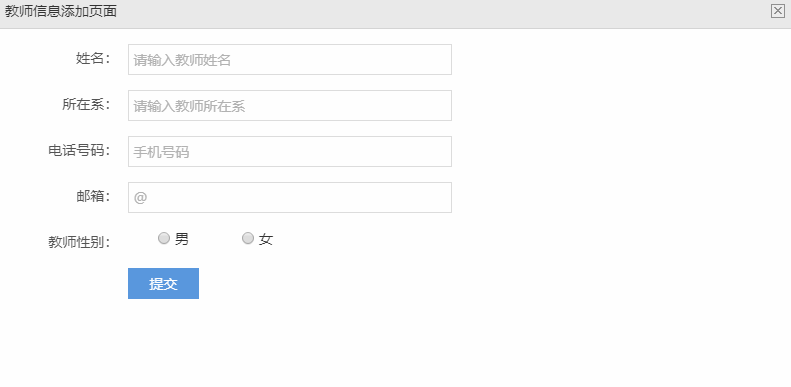 教师信息添加页面
姓名： 请输入教师姓名
所在系： 请输入教师所在系
电话号码： 手机号码
邮箱： @
教师性别： 男 女
提交